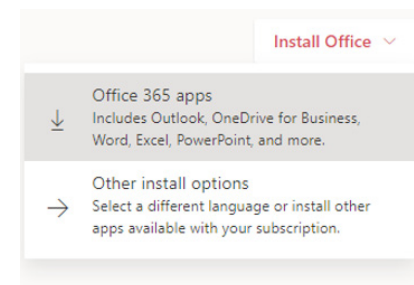 Install Office
Office 365 apps
Includes Outlook, OneDrive for Business,
Word, Excel, PowerPoint, and more.
Other install options
Select a different language or install other
apps available with your subscription.